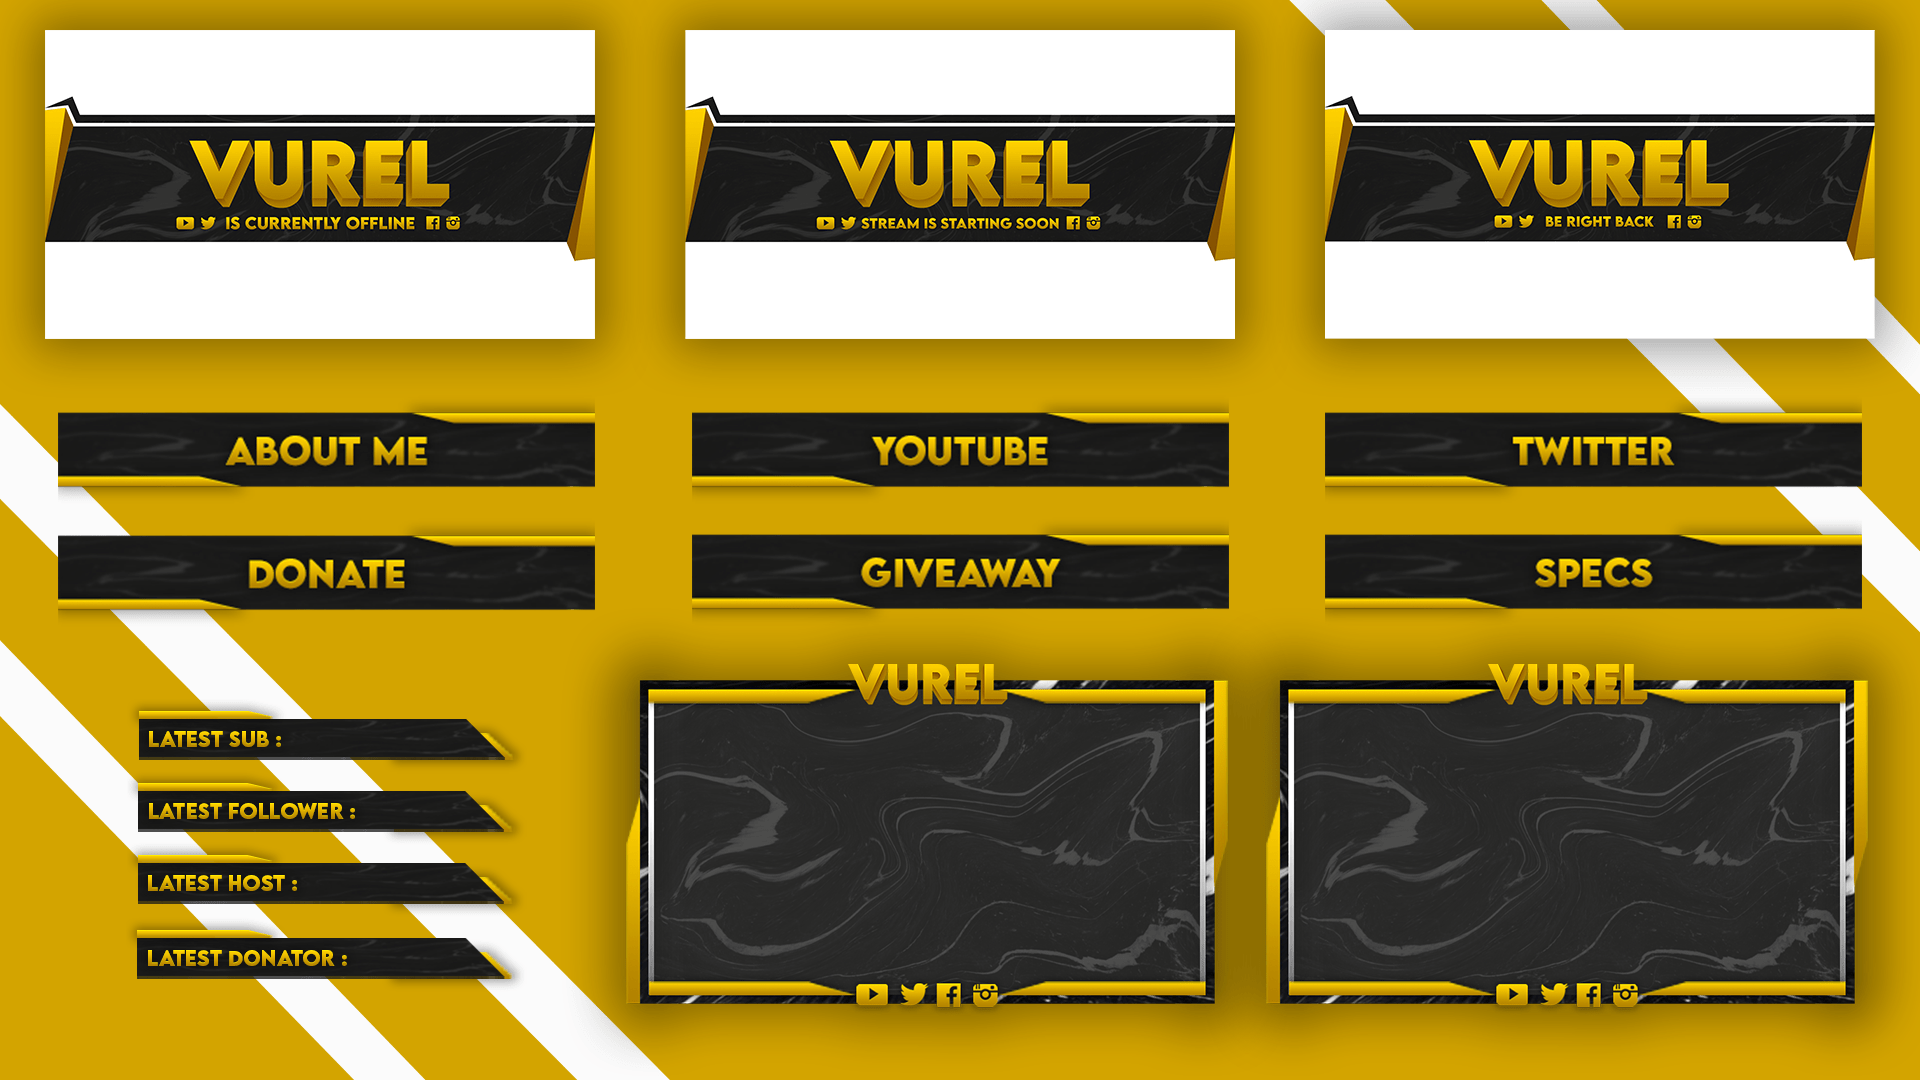 VUREL
IS CURRENTLY OFFLINE
VUREL
STREAM IS STARTING SOON
VUREL
BE RIGHT BACK
ABOUT ME
YOUTUBE
TWITTER
DONATE
GIVEAWAY
SPECS
LATEST SUB :
LATEST FOLLOWER :
LATEST HOST :
LATEST DONATOR :
VUREL
VUREL